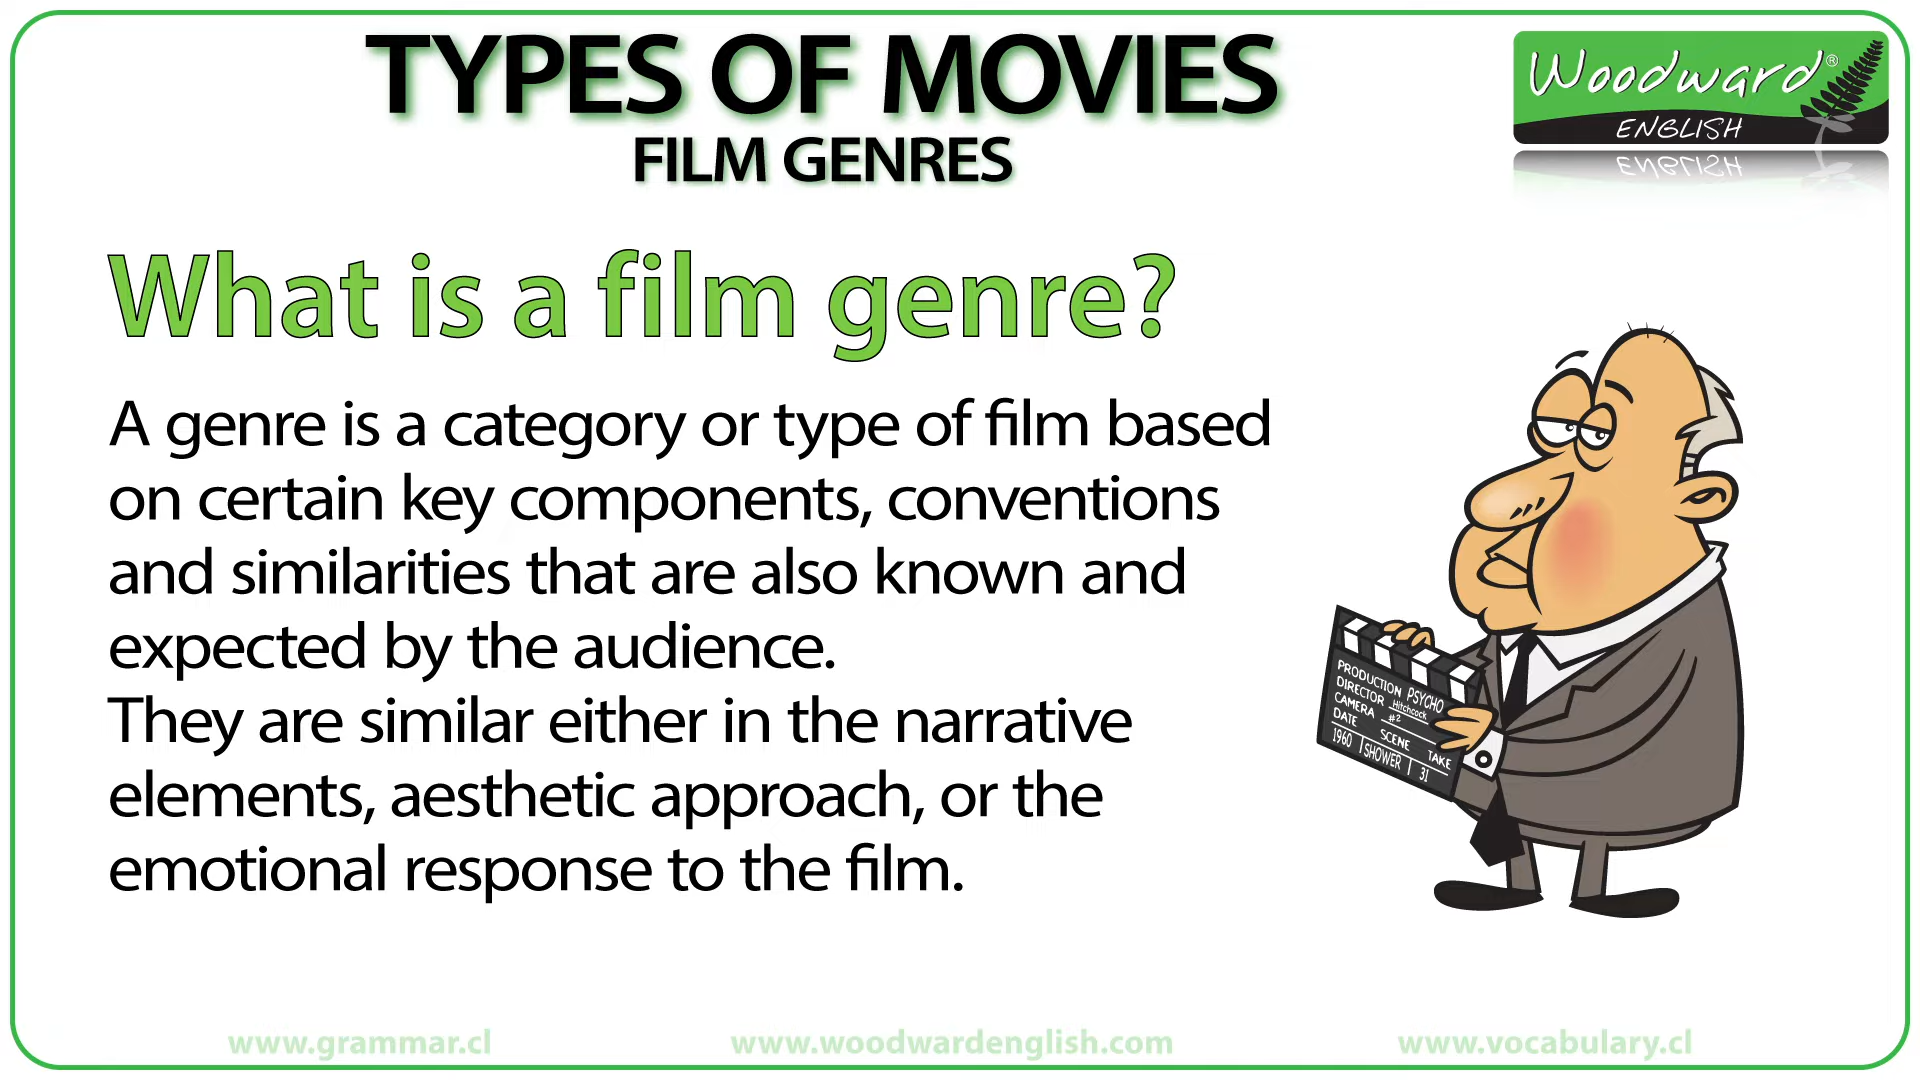 TYPES OF MOVIES
FILM GENRES
Woodward®
ENGLISH
What is a film genre?
A genre is a category or type of film based
on certain key components, conventions
and similarities that are also known and
expected by the audience.
They are similar either in the narrative
elements, aesthetic approach, or the
emotional response to the film.
PRODUCTION PSYCHO
DIRECTOR Hitchcock
CAMERA #2
DATE SCENE TAKE
1960 SHOWER 31
www.grammar.cl
www.woodwardenglish.com
www.vocabulary.cl